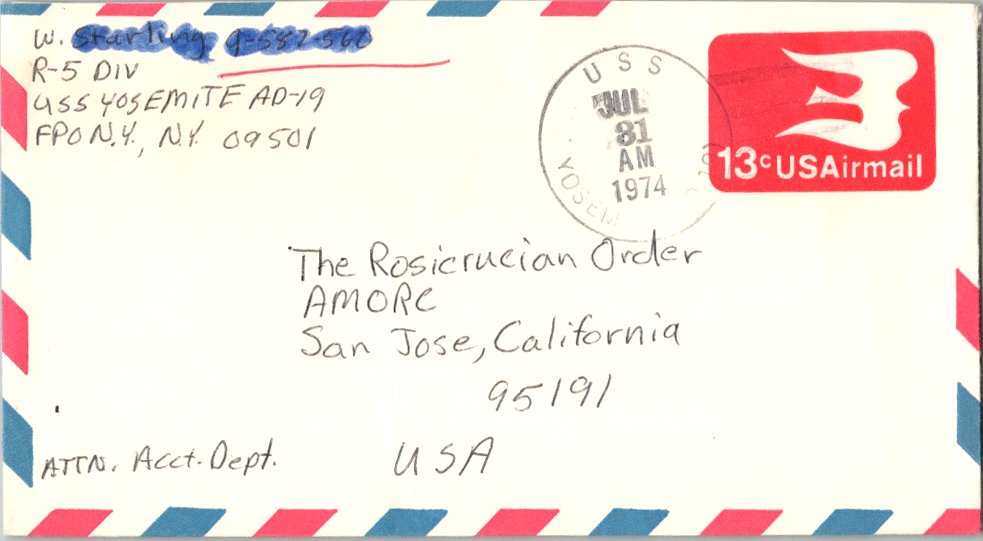 W. Starling
R-5 DIV
USS YOSEMITE AD-19
FPO N.Y., N.Y. 09501
USS
JUL
31
AM
1974
13c USAirmail
The Rosicrucian Order
AMORC
San Jose, California
95191
ATTN. Acct. Dept.
USA